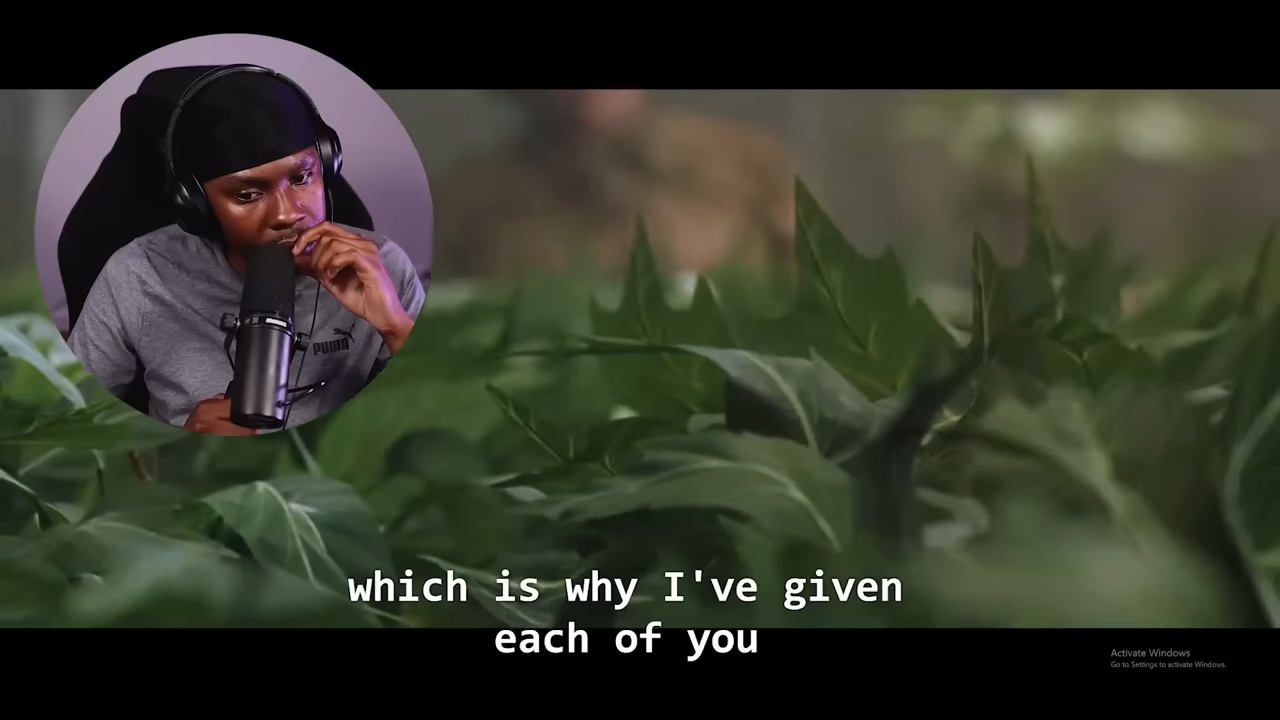 PUMA
which is why I've given
each of you
Activate Windows
Go to Settings to activate Windows.